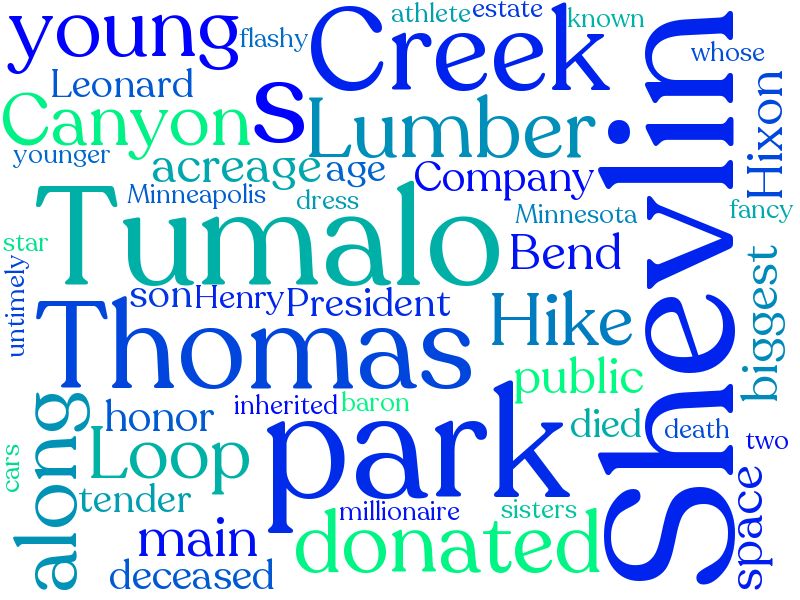 young
flashy
athlete
estate
known
Creek
whose
Leonard
Canyon
s
Lumber
Shevlin
Hixon
younger
acreage
age
Company
Minneapolis
dress
Minnesota
fancy
Tumalo
star
Bend
untimely
son
Henry
President
Hike
biggest
Thomas
public
inherited
baron
honor
along
Loop
park
died
death
two
cars
tender
millionaire
sisters
space
main
donated
deceased